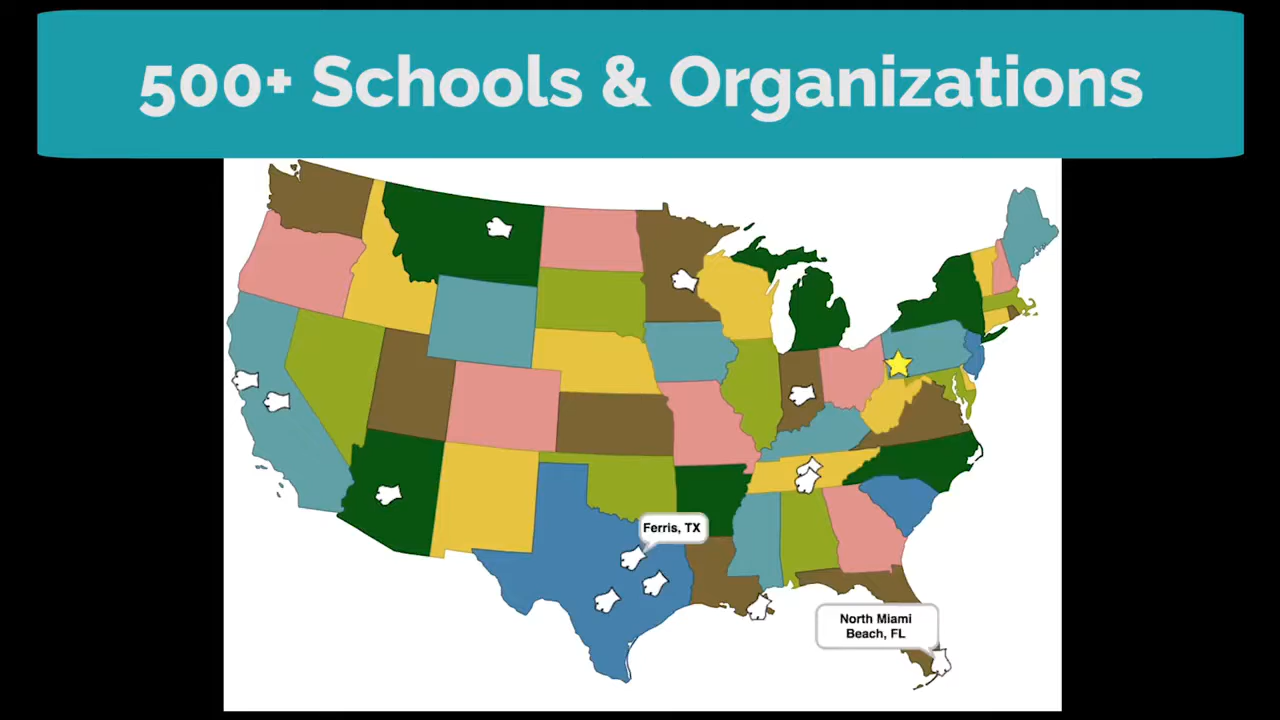 500+ Schools & Organizations
Ferris, TX
North Miami
Beach, FL